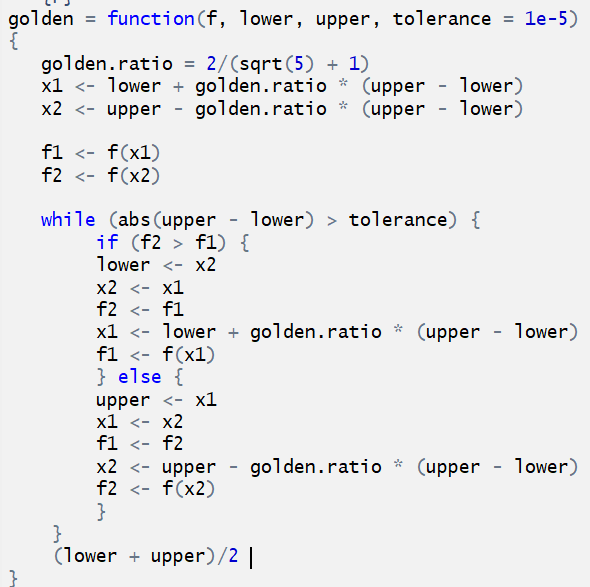 golden = function(f, lower, upper, tolerance = 1e-5)
{
golden.ratio = 2/(sqrt(5) + 1)
x1 <- lower + golden.ratio * (upper - lower)
x2 <- upper - golden.ratio * (upper - lower)
f1 <- f(x1)
f2 <- f(x2)
while (abs(upper - lower) > tolerance) {
if (f2 > f1) {
lower <- x2
x2 <- x1
f2 <- f1
x1 <- lower + golden.ratio * (upper - lower)
f1 <- f(x1)
} else {
upper <- x1
x1 <- x2
f1 <- f2
x2 <- upper - golden.ratio * (upper - lower)
f2 <- f(x2)
}
}
(lower + upper)/2
}